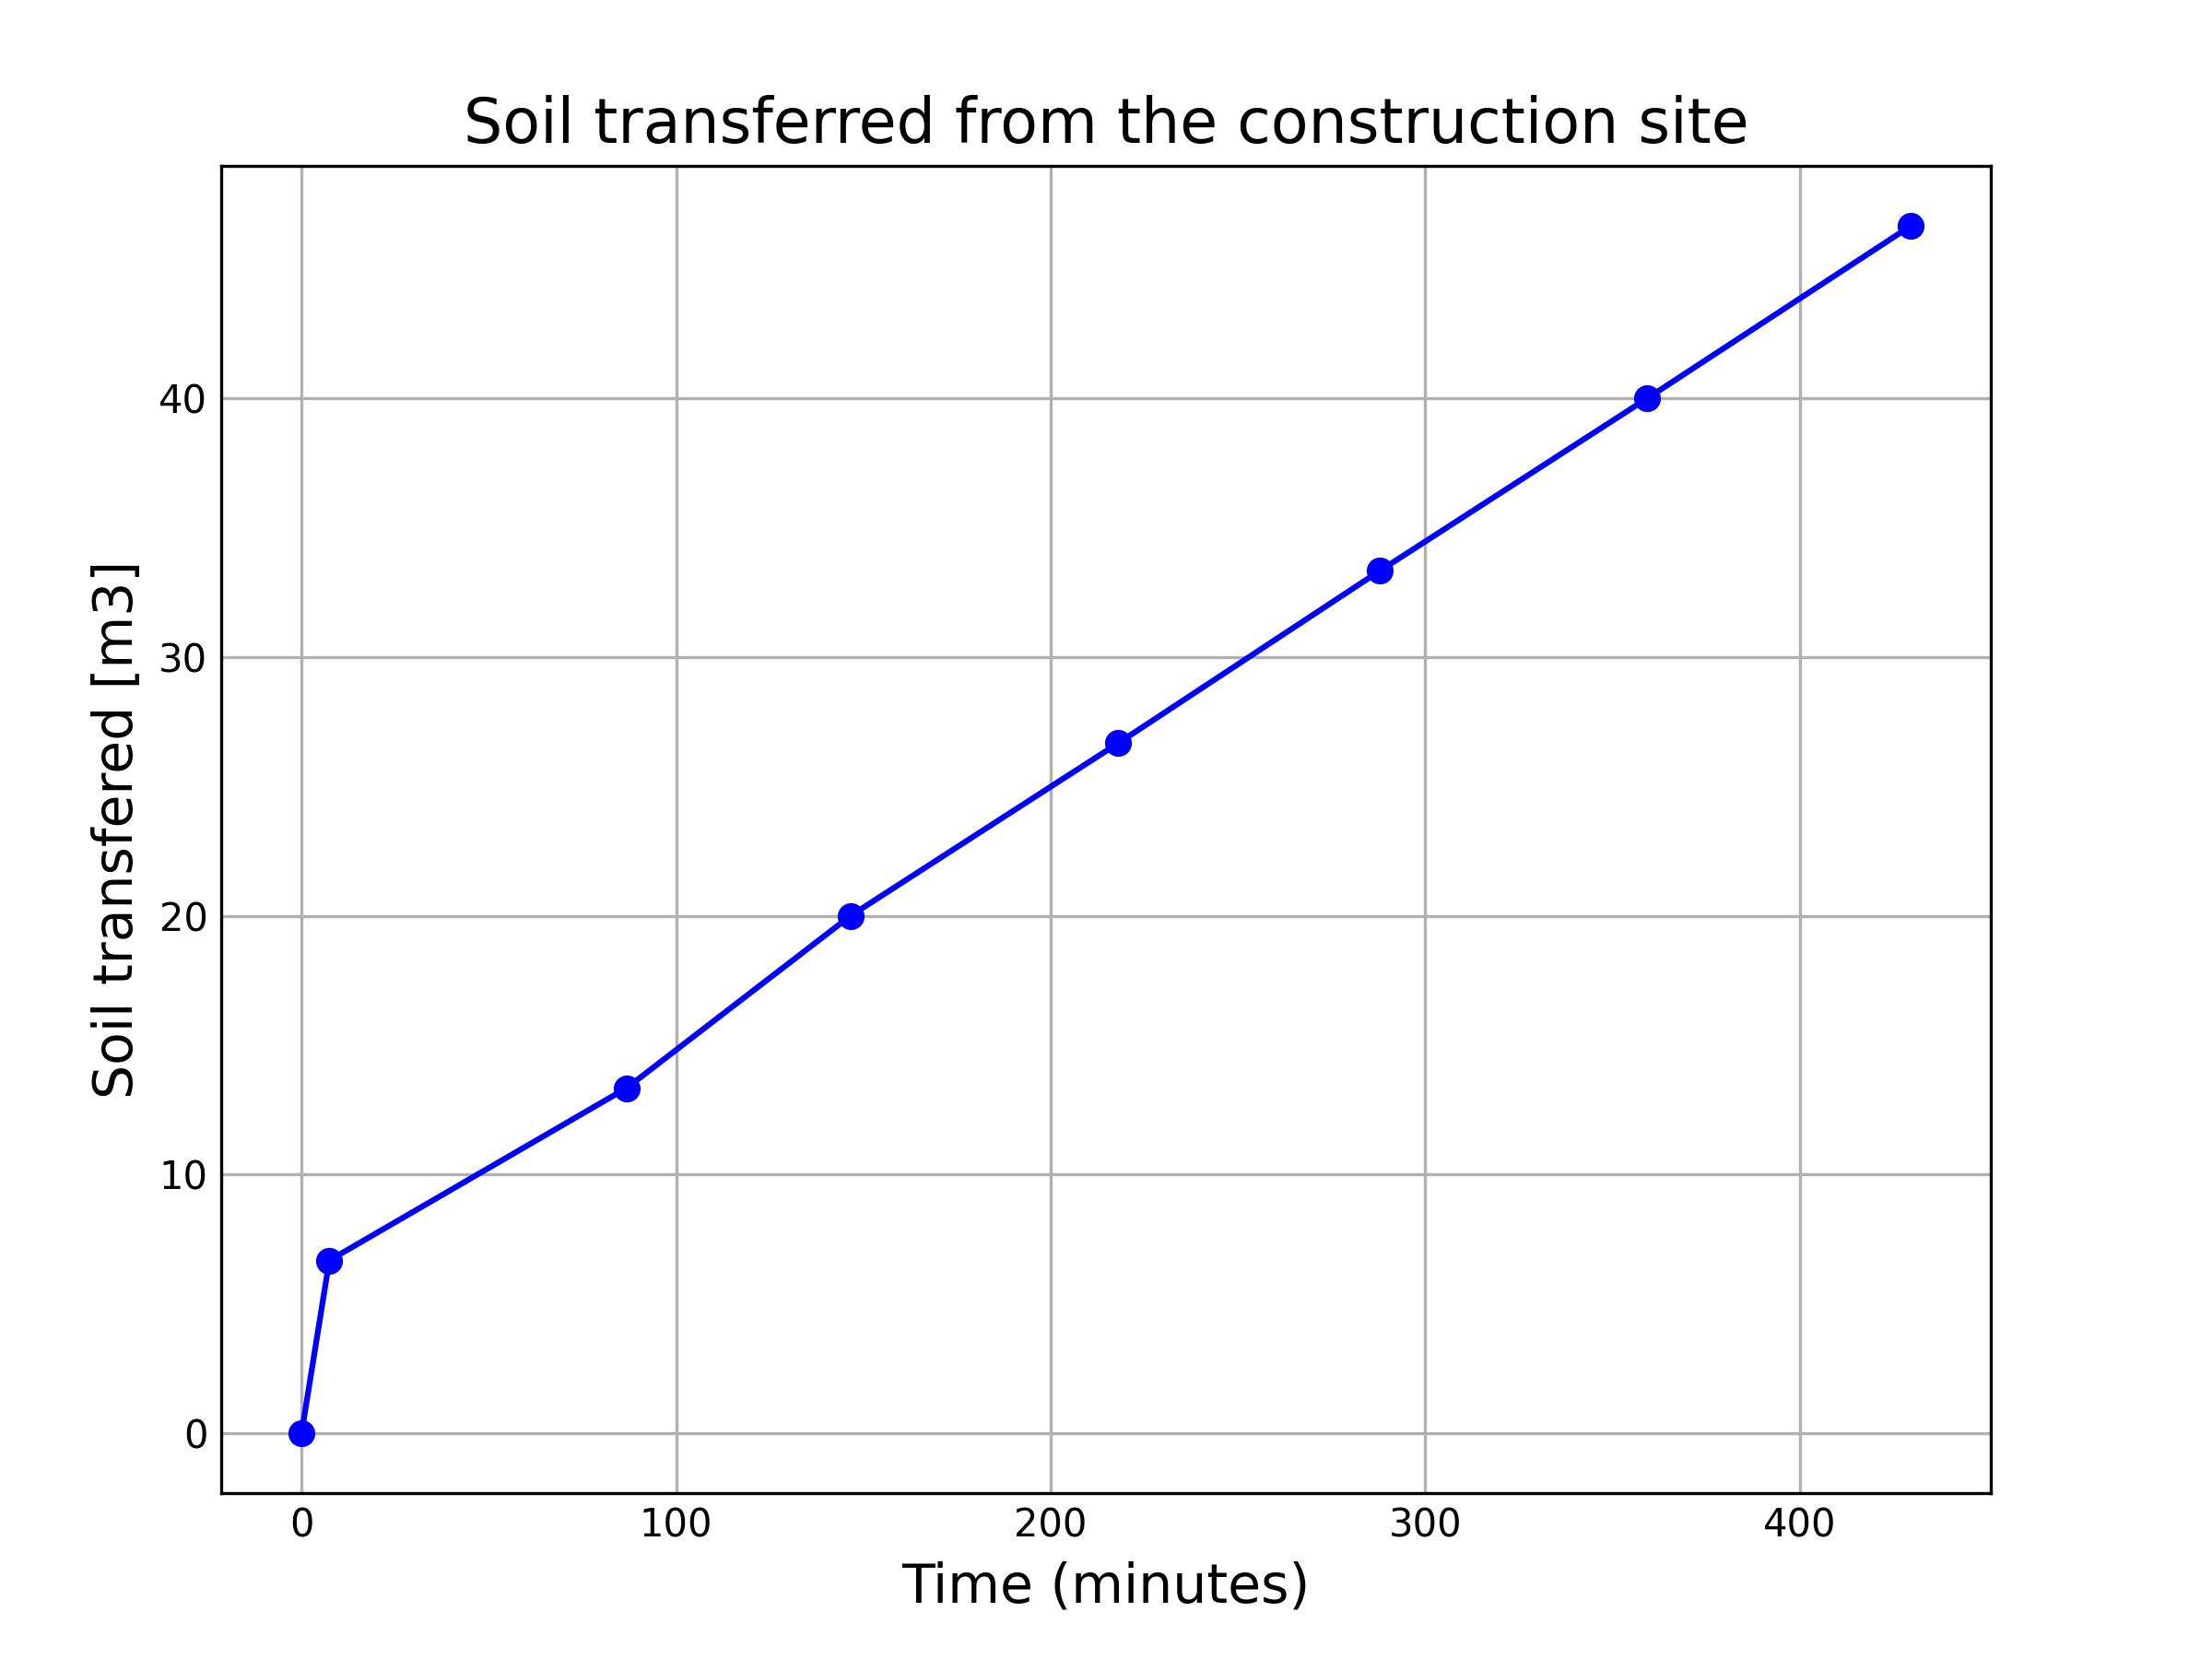 Soil transferred from the construction site
Soil transfered [m3]
40
30
20
10
0
0 100 200 300 400
Time (minutes)